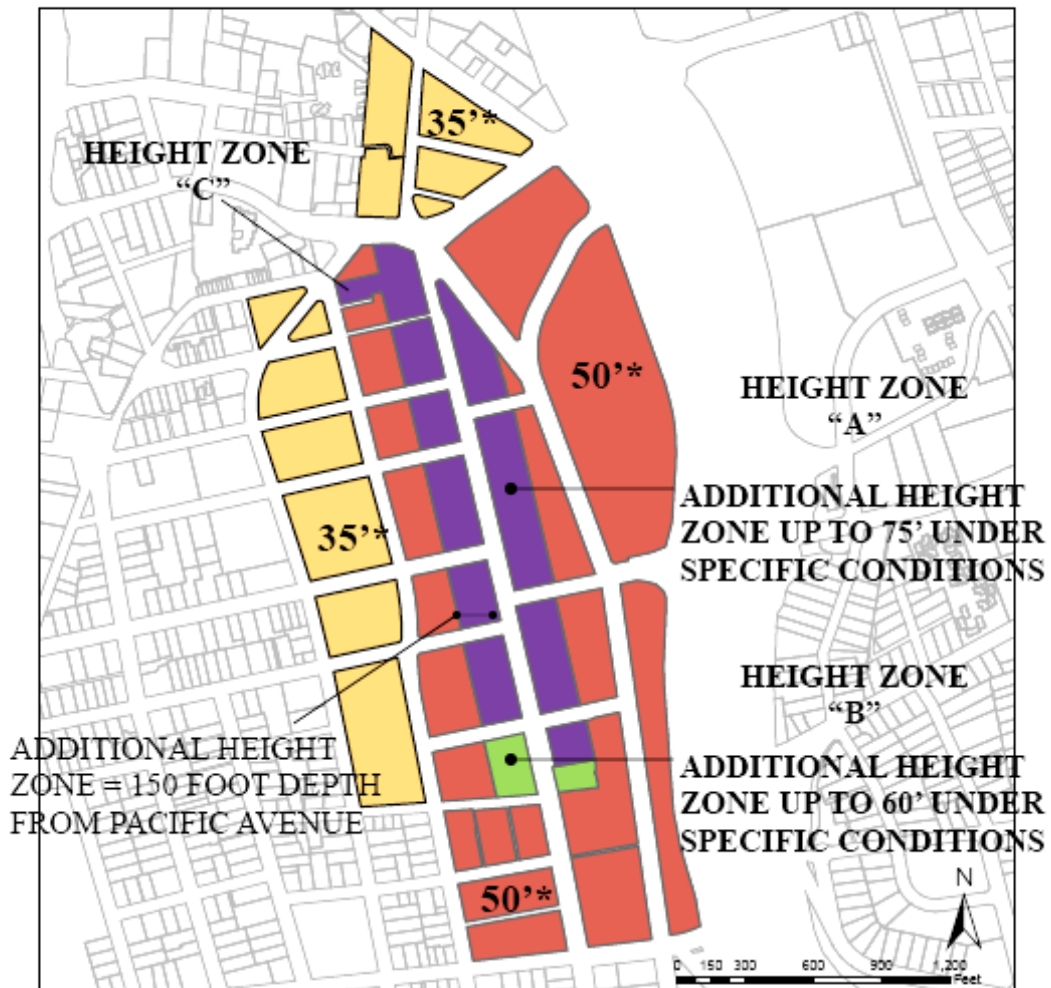 35’*
HEIGHT ZONE
“C”
50’*
HEIGHT ZONE
“A”
ADDITIONAL HEIGHT
ZONE UP TO 75’ UNDER
SPECIFIC CONDITIONS
35’*
HEIGHT ZONE
“B”
ADDITIONAL HEIGHT
ZONE = 150 FOOT DEPTH
FROM PACIFIC AVENUE
ADDITIONAL HEIGHT
ZONE UP TO 60’ UNDER
SPECIFIC CONDITIONS
50’*
N
0 150 300 600 900 1,200
Feet